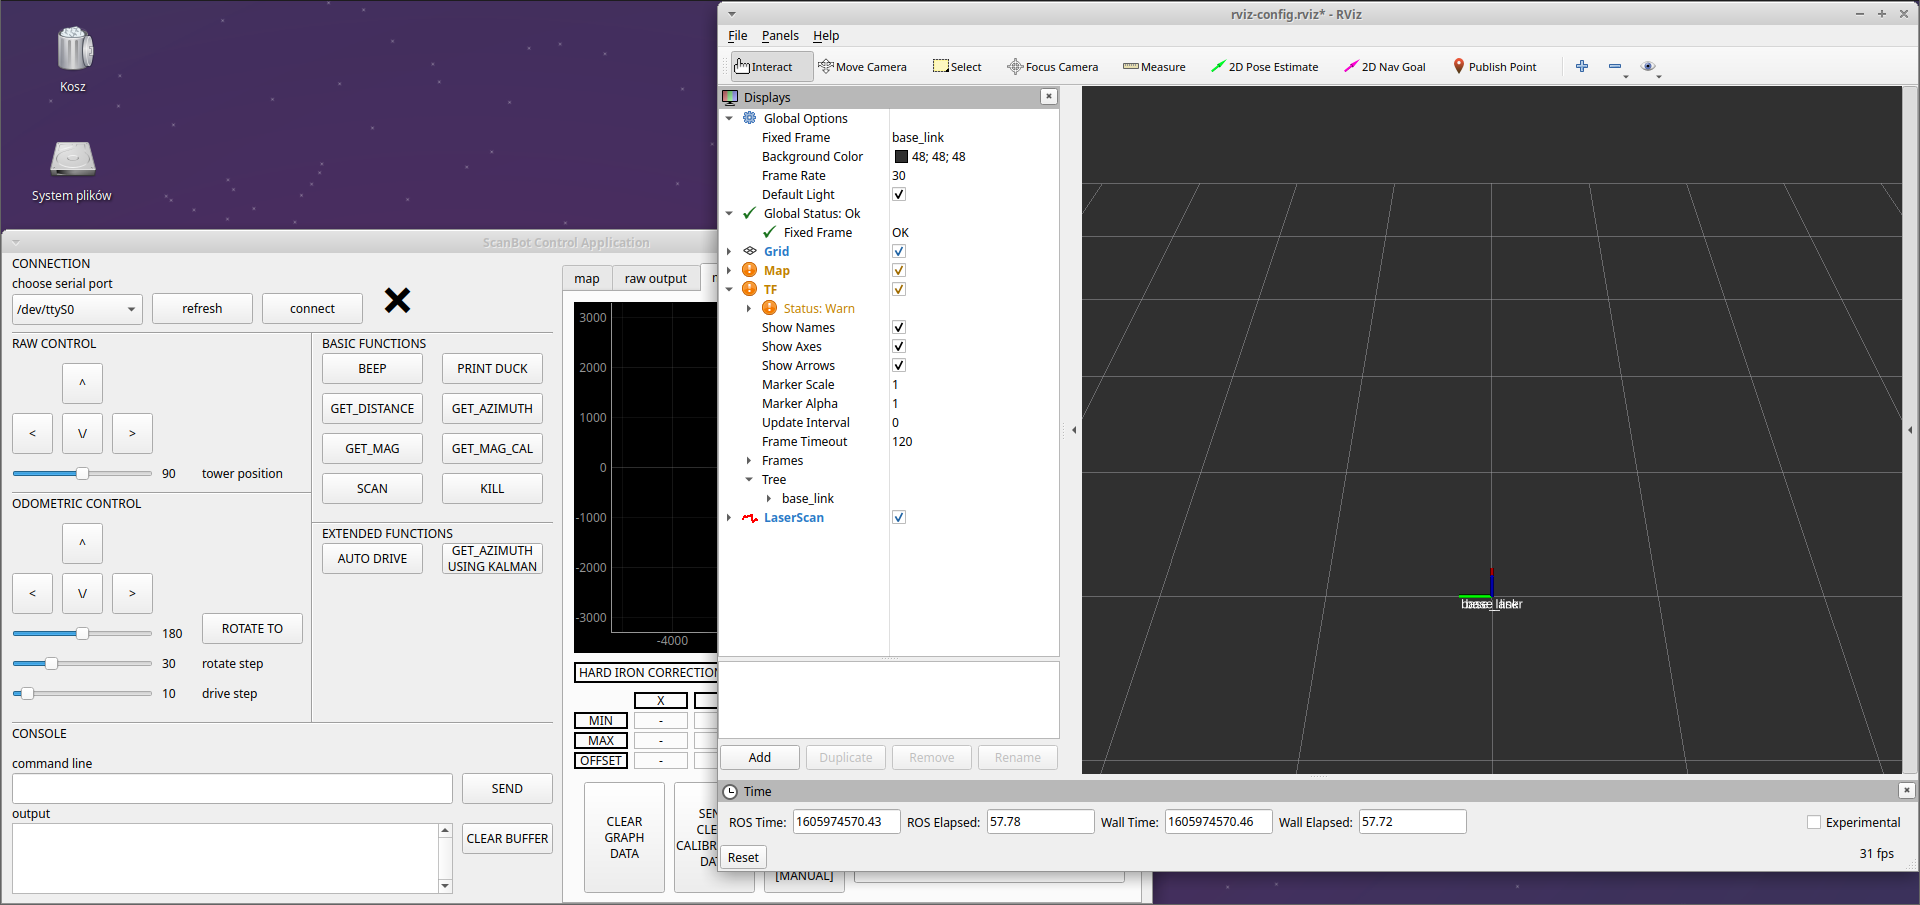 Kosz
System plików
ScanBot Control Application
CONNECTION
choose serial port
/dev/ttyS0
refresh
connect
RAW CONTROL
^
<
\/
>
90
tower position
ODOMETRIC CONTROL
^
<
\/
>
180
ROTATE TO
30
rotate step
10
drive step
BASIC FUNCTIONS
BEEP
PRINT DUCK
GET_DISTANCE
GET_AZIMUTH
GET_MAG
GET_MAG_CAL
SCAN
KILL
EXTENDED FUNCTIONS
AUTO DRIVE
GET_AZIMUTH
USING KALMAN
CONSOLE
command line
SEND
output
CLEAR BUFFER
map
raw output
3000
2000
1000
0
-1000
-2000
-3000
-4000
HARD IRON CORRECTION
X
MIN
-
MAX
-
OFFSET
-
CLEAR
GRAPH
DATA
[MANUAL]
rviz-config.rviz* - RViz
File
Panels
Help
Interact
Move Camera
Select
Focus Camera
Measure
2D Pose Estimate
2D Nav Goal
Publish Point
Displays
Global Options
Fixed Frame
base_link
Background Color
48; 48; 48
Frame Rate
30
Default Light
Global Status: Ok
Fixed Frame
OK
Grid
Map
TF
Status: Warn
Show Names
Show Axes
Show Arrows
Marker Scale
1
Marker Alpha
1
Update Interval
0
Frame Timeout
120
Frames
Tree
base_link
LaserScan
Add
Duplicate
Remove
Rename
Time
ROS Time:
1605974570.43
ROS Elapsed:
57.78
Wall Time:
1605974570.46
Wall Elapsed:
57.72
Experimental
Reset
31 fps